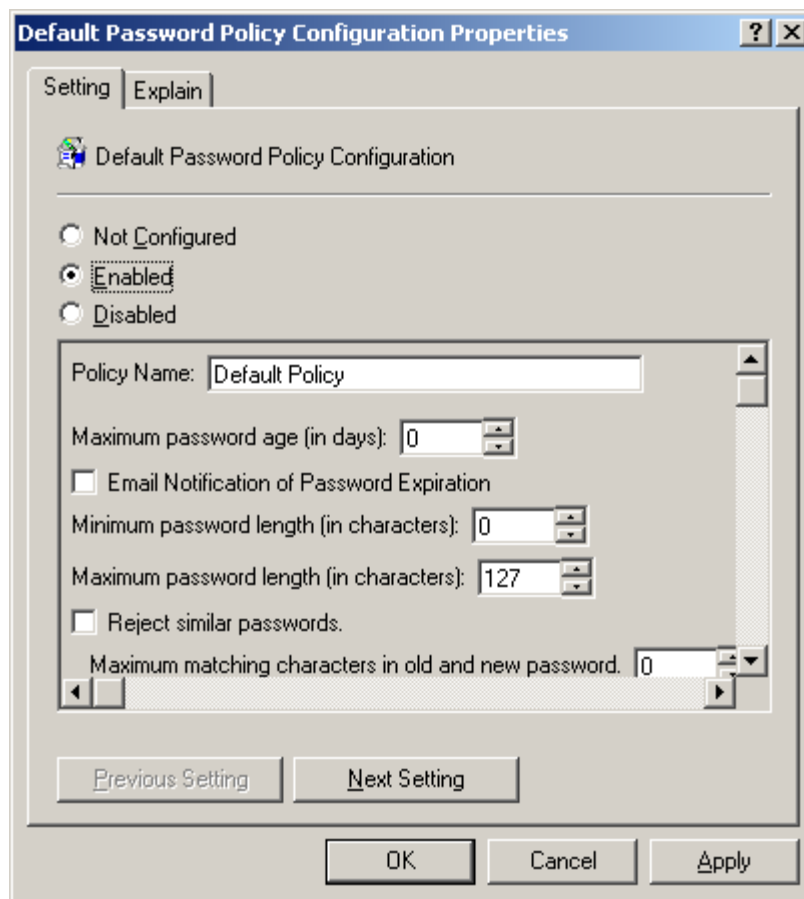 Default Password Policy Configuration Properties
Setting Explain
Default Password Policy Configuration
Not Configured
Enabled
Disabled
Policy Name: Default Policy
Maximum password age (in days): 0
Email Notification of Password Expiration
Minimum password length (in characters): 0
Maximum password length (in characters): 127
Reject similar passwords.
Maximum matching characters in old and new password. 0
Previous Setting Next Setting
OK Cancel Apply